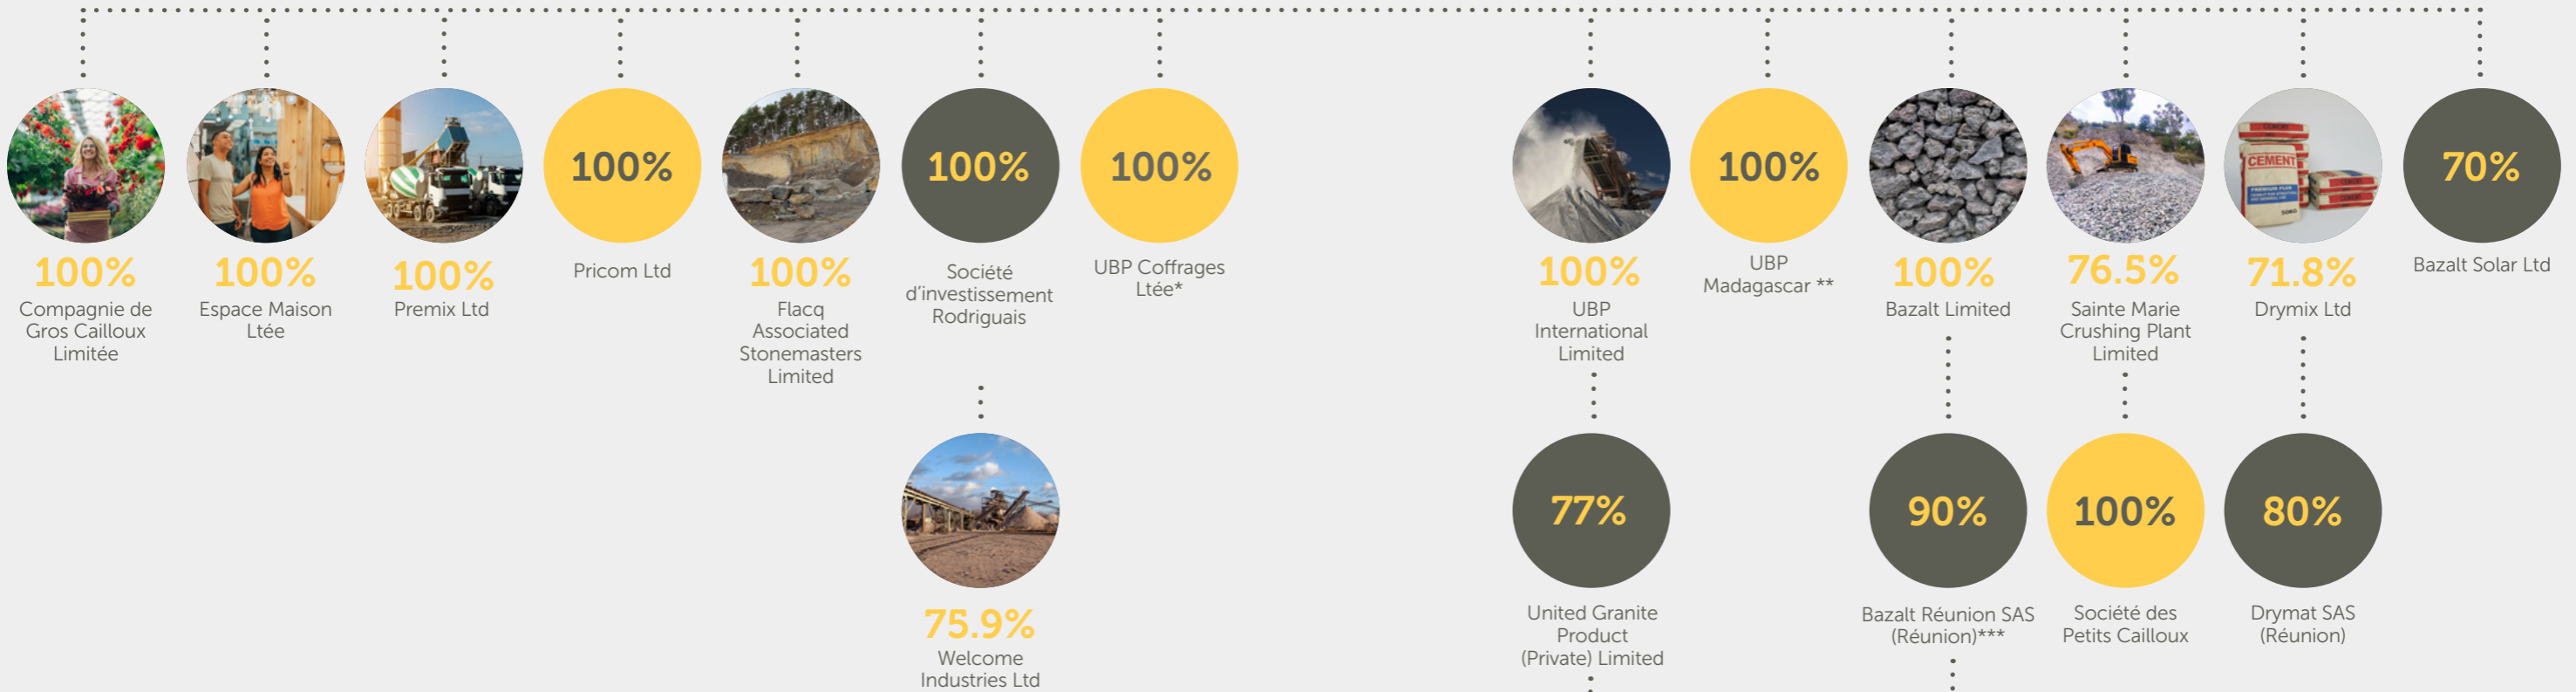 100%
Compagnie de
Gros Cailloux
Limitée
100%
Espace Maison
Ltée
100%
Premix Ltd
100%
Pricom Ltd
100%
Flacq
Associated
Stonemasters
Limited
100%
Société
d’investissement
Rodriguais
75.9%
Welcome
Industries Ltd
100%
UBP Coffrages
Ltée*
100%
UBP
International
Limited
77%
United Granite
Product
(Private) Limited
100%
UBP
Madagascar **
100%
Bazalt Limited
90%
Bazalt Réunion SAS
(Réunion)***
76.5%
Sainte Marie
Crushing Plant
Limited
100%
Société des
Petits Cailloux
CEMENT
50KG
71.8%
Drymix Ltd
80%
Drymat SAS
(Réunion)
70%
Bazalt Solar Ltd